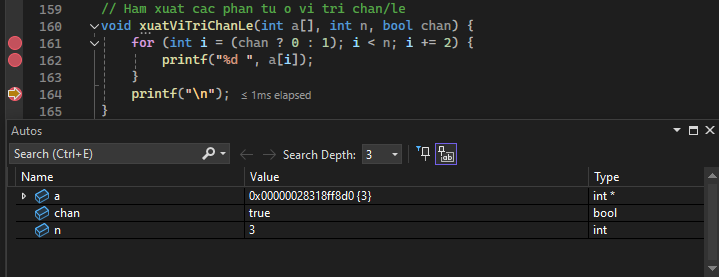 159 // Ham xuat cac phan tu o vi tri chan/le
160 void xuatViTriChanLe(int a[], int n, bool chan) {
161 for (int i = (chan ? 0 : 1); i < n; i += 2) {
162 printf("%d ", a[i]);
163 }
164 printf("\n"); ≤ 1ms elapsed
165 }
Autos
Search (Ctrl+E) Search Depth: 3
Name Value Type
a 0x00000028318ff8d0 {3} int *
chan true bool
n 3 int